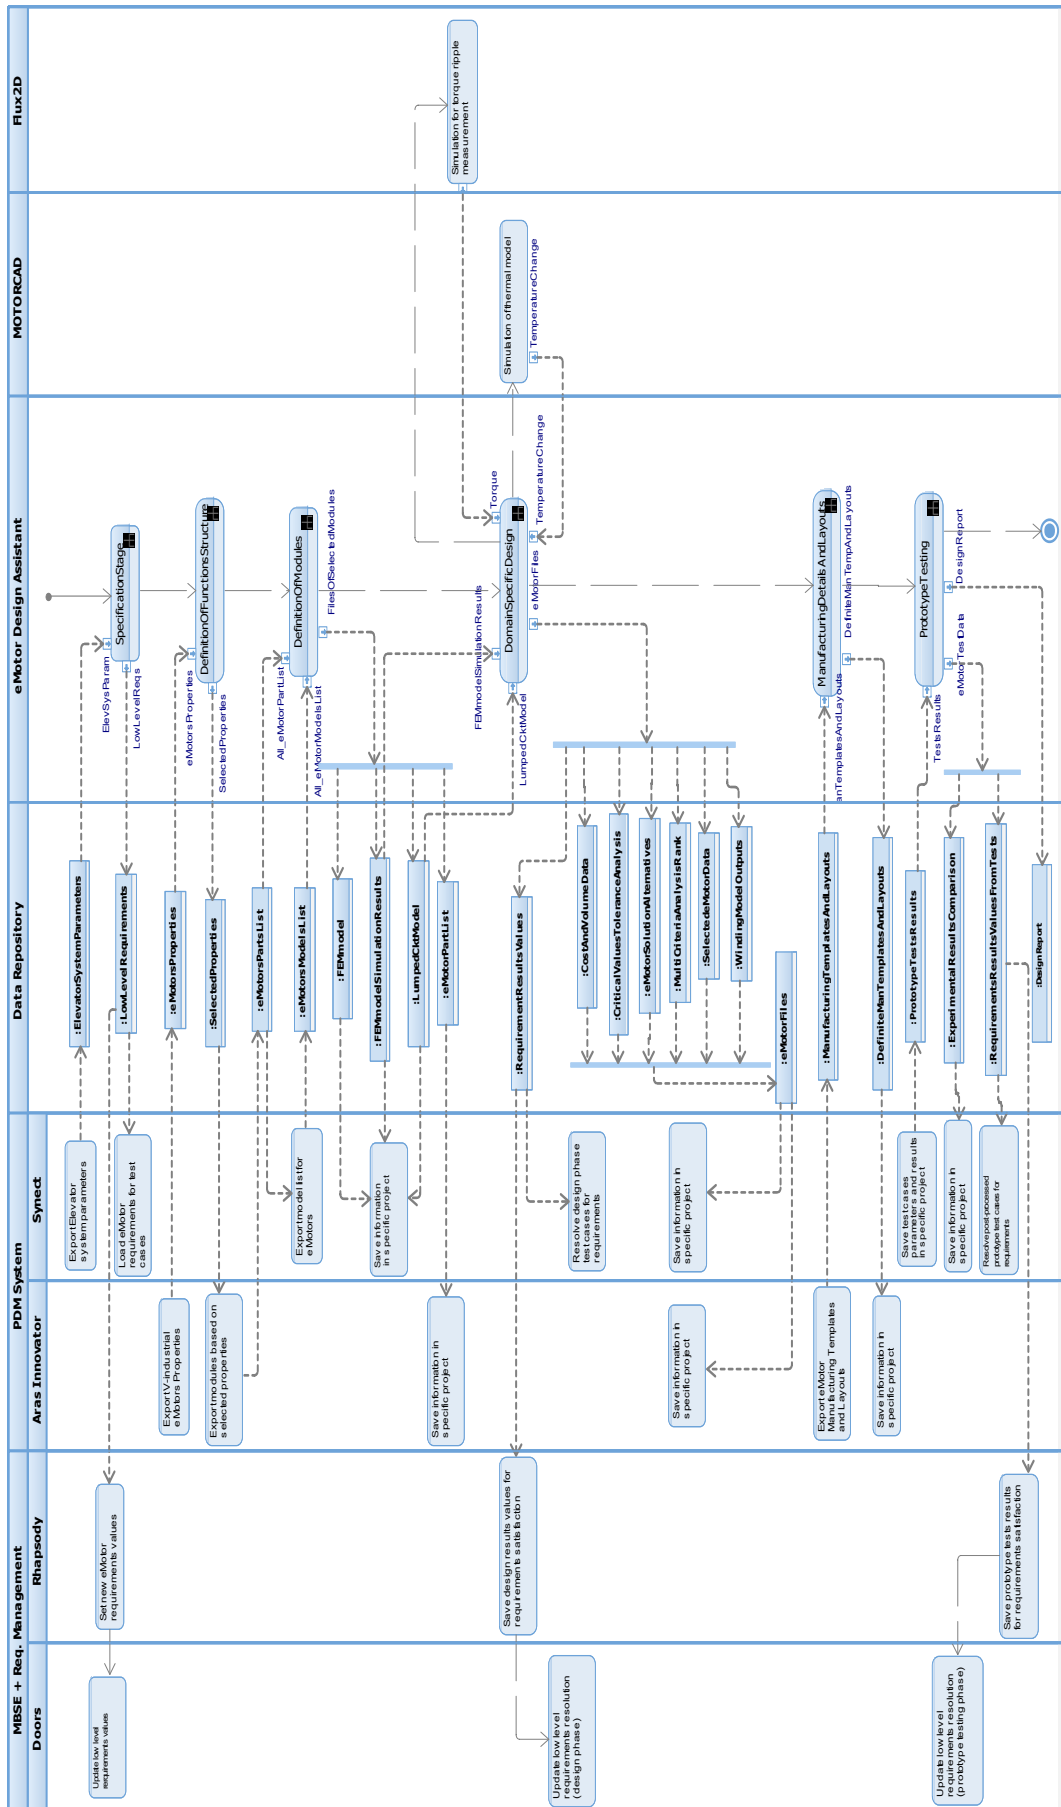 Flux2D
MOTORCAD
eMotor Design Assistant
Data Repository
PDM System
Synect
Aras Innovator
MBSE + Req. Management
Rhapsody
Doors
Simulation for torque ripple
measurement
Simulation of thermal model
TemperatureChange
SpecificationStage
ElevSysParam
LowLevelReqs
DefinitionOfFunctionsStructure
eMotorsProperties
SelectedProperties
DefinitionOfModules
All_eMotorPartList
All_eMotorModelsList
FilesOfSelectedModules
DomainSpecificDesign
Torque
TemperatureChange
eMotorFiles
FEMmodelSimulationResults
LumpedCktModel
ManufacturingDetailsAndLayouts
DefiniteManTempAndLayouts
anTemplatesAndLayouts
PrototypeTesting
DesignReport
eMotorTestData
TestsResults
:ElevatorSystemParameters
:LowLevelRequirements
:eMotorsProperties
:SelectedProperties
:eMotorsPartsList
:eMotorsModelsList
:FEMmodel
:FEMmodelSimulationResults
:LumpedCktModel
:eMotorPartList
:RequirementResultsValues
:CostAndVolumeData
:CriticalValuesToleranceAnalysis
:eMotorSolutionAlternatives
:MultiCriteriaAnalysisRank
:SelectedeMotorData
:WindingModelOutputs
:eMotorFiles
:ManufacturingTemplatesAndLayouts
:DefiniteManTemplatesAndLayouts
:PrototypeTestsResults
:ExperimentalResultsComparison
:RequirementsResultsValuesFromTests
:DesignReport
Export Elevator
system parameters
Load eMotor
requirements for test
cases
Export model list for
eMotors
Save information
in specific project
Resolve design phase
test cases for
requirements
Save information in
specific project
Save test cases
parameters and results
in specific project
Save information in
specific project
Resolve post-processed
prototype test cases for
requirements
Export V-industrial
eMotors Properties
Export modules based on
selected properties
Save information in
specific project
Save information in
specific project
Export eMotor
Manufacturing Templates
and Layouts
Save information in
specific project
Set new eMotor
requirements values
Save design results values for
requirements satisfaction
Save prototype tests results
for requirements satisfaction
Update low level
requirements values
Update low level
requirements resolution
(design phase)
Update low level
requirements resolution
(prototype testing phase)